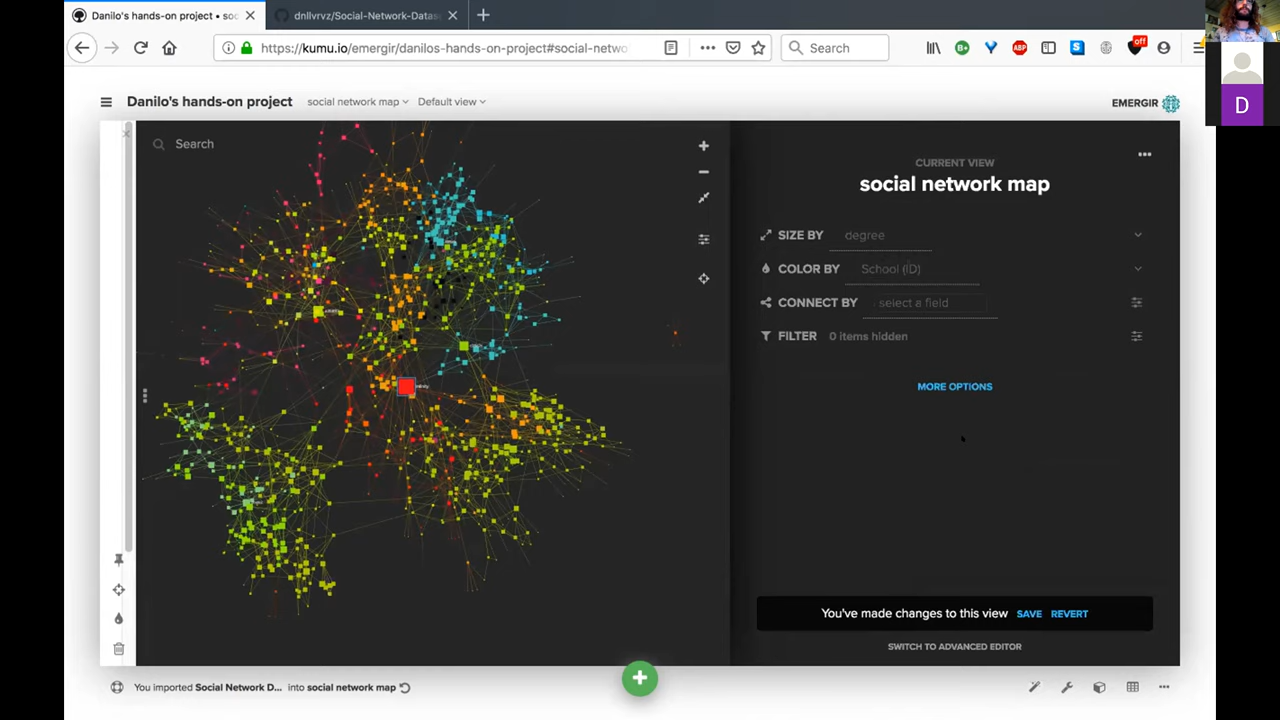 Danilo's hands-on project • soc
dnllvrvz/Social-Network-Datas
https://kumu.io/emergir/danilos-hands-on-project#social-netwo
Search
off
D
Danilo's hands-on project
social network map
Default view
EMERGIR
Search
CURRENT VIEW
social network map
SIZE BY degree
COLOR BY School (ID)
CONNECT BY select a field
FILTER 0 items hidden
MORE OPTIONS
You've made changes to this view SAVE REVERT
SWITCH TO ADVANCED EDITOR
You imported Social Network D... into social network map